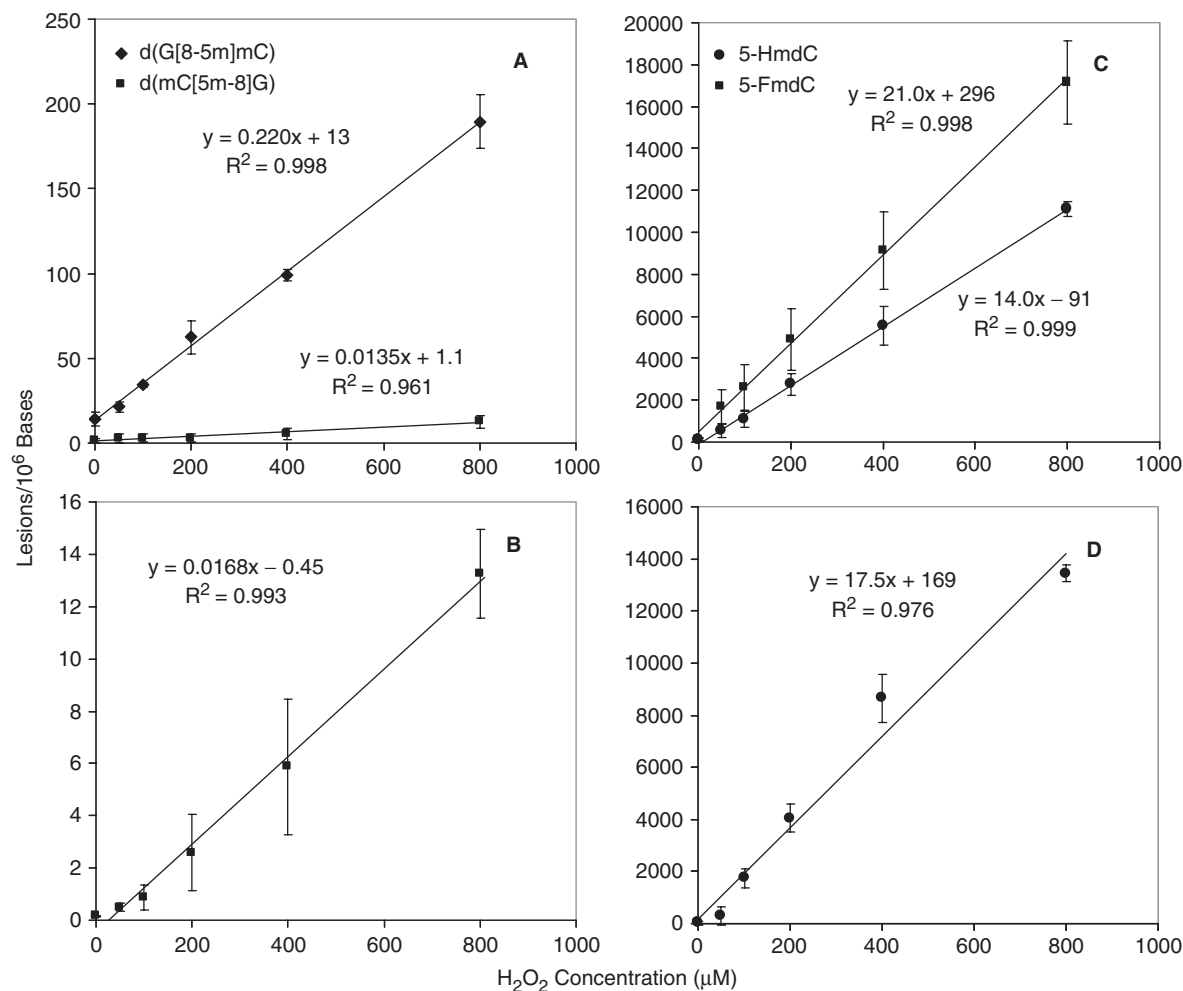 Lesions/10⁶ Bases
250
200
150
100
50
0
0 200 400 600 800 1000
d(G[8-5m]mC)
d(mC[5m-8]G)
A
y = 0.220x + 13
R² = 0.998
y = 0.0135x + 1.1
R² = 0.961
20000
18000
16000
14000
12000
10000
8000
6000
4000
2000
0
0 200 400 600 800 1000
5-HmdC
5-FmdC
C
y = 21.0x + 296
R² = 0.998
y = 14.0x – 91
R² = 0.999
16
14
12
10
8
6
4
2
0
0 200 400 600 800 1000
B
y = 0.0168x – 0.45
R² = 0.993
16000
14000
12000
10000
8000
6000
4000
2000
0
0 200 400 600 800 1000
D
y = 17.5x + 169
R² = 0.976
H₂O₂ Concentration (μM)